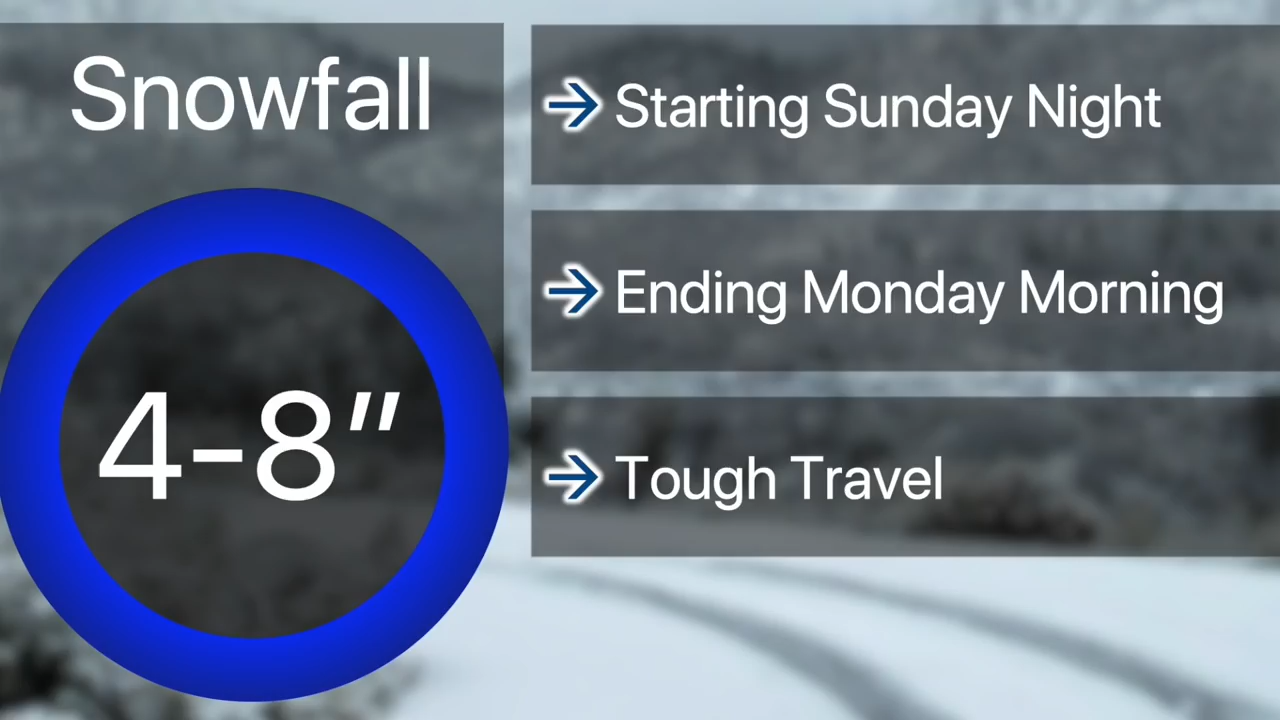 Snowfall
4-8"
Starting Sunday Night
Ending Monday Morning
Tough Travel